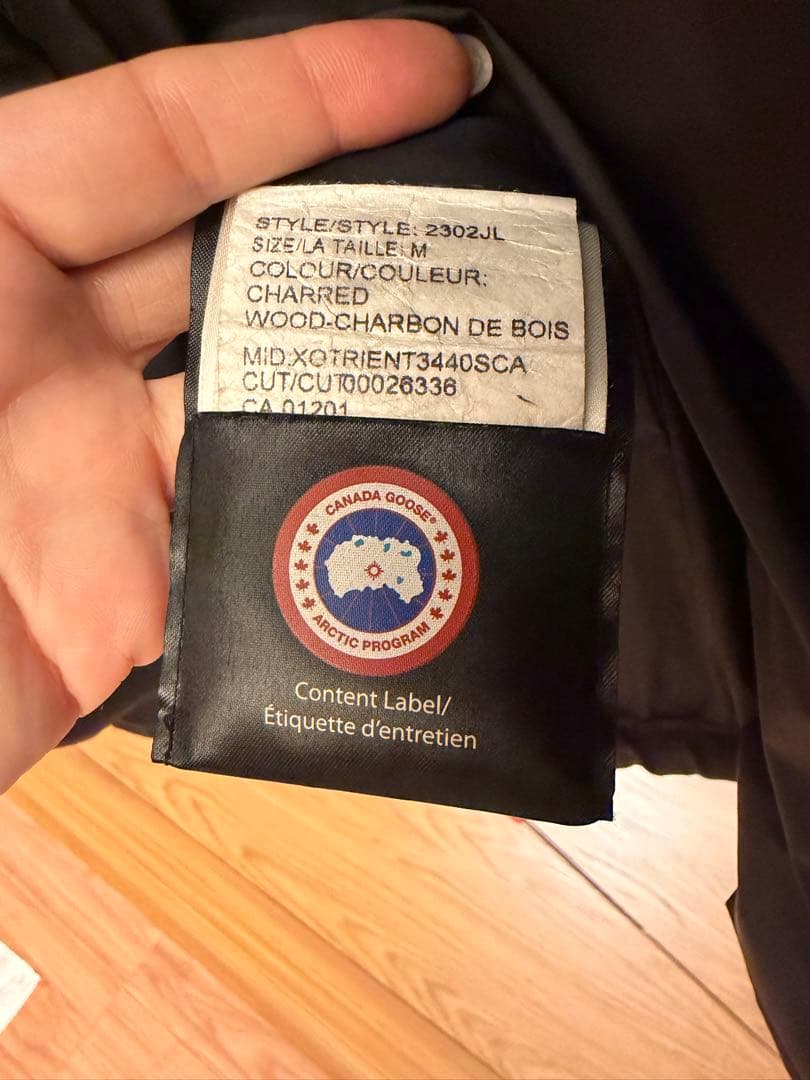 STYLE/STYLE: 2302JL
SIZE/LA TAILLE: M
COLOUR/COULEUR:
CHARRED
WOOD-CHARBON DE BOIS
MID:XOTRIENT3440SCA
CUT/CUT00026336
CA 01201
CANADA GOOSE®
ARCTIC PROGRAM
Content Label/
Étiquette d'entretien